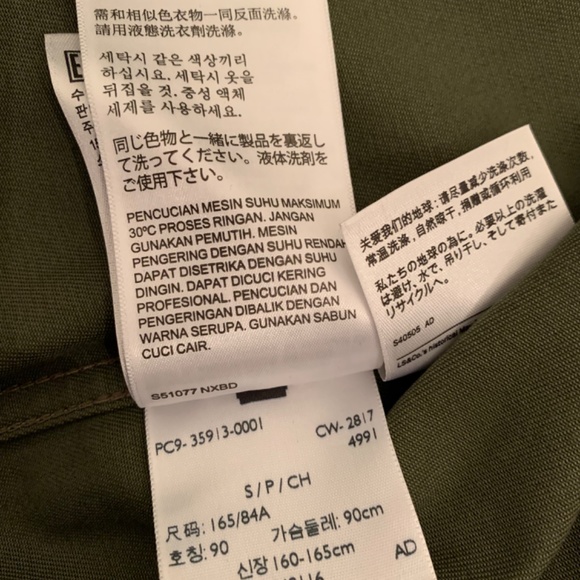 需和相似色衣物一同反面洗滌。
請用液態洗衣劑洗滌。
세탁시 같은 색상끼리
하십시요. 세탁시 옷을
뒤집을 것. 중성 액체
세제를 사용하세요.
同じ色物と一緒に製品を裏返し
て洗ってください。液体洗剤を
ご使用下さい。
PENCUCIAN MESIN SUHU MAKSIMUM
30ºC PROSES RINGAN. JANGAN
GUNAKAN PEMUTIH. MESIN
PENGERING DENGAN SUHU RENDAH
DAPAT DISETRIKA DENGAN SUHU
DINGIN. DAPAT DICUCI KERING
PROFESIONAL. PENCUCIAN DAN
PENGERINGAN DIBALIK DENGAN
WARNA SERUPA. GUNAKAN SABUN
CUCI CAIR.
S51077 NXBD
关爱我们的地球: 请尽量减少洗涤次数,
常温洗涤, 自然晾干, 捐赠或循环利用
私たちの地球の為に。必要以上の洗濯
は避け、水で、吊り干し、そして寄付また
リサイクルへ。
S40505 AD
LS&Co.'s historical
PC9-35913-0001
CW-2817
4991
S/P/CH
尺码: 165/84A
호칭: 90
가슴둘레: 90cm
신장 160-165cm
AD